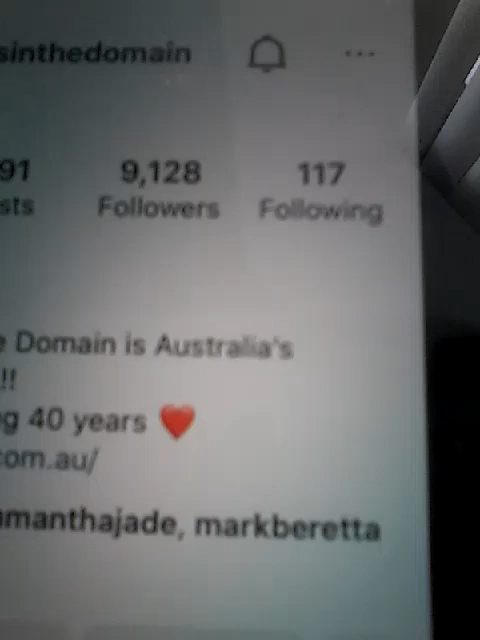 sinthedomain
91 9,128 117
sts Followers Following
e Domain is Australia's
!!
g 40 years ❤️
com.au/
manthajade, markberetta